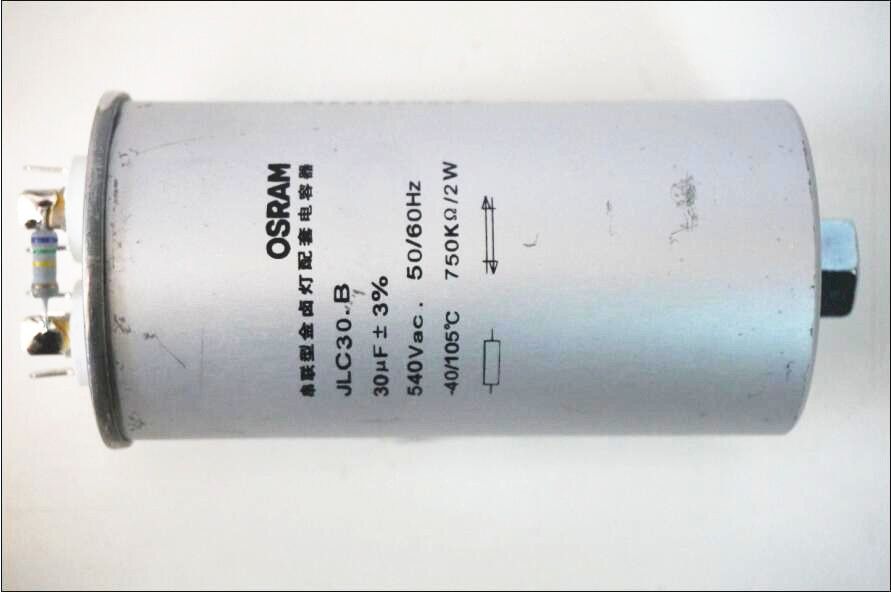 OSRAM
串联型金卤灯配套电容器
JLC30-B
30μF ± 3%
540Vac. 50/60Hz
-40/105℃ 750KΩ/2W